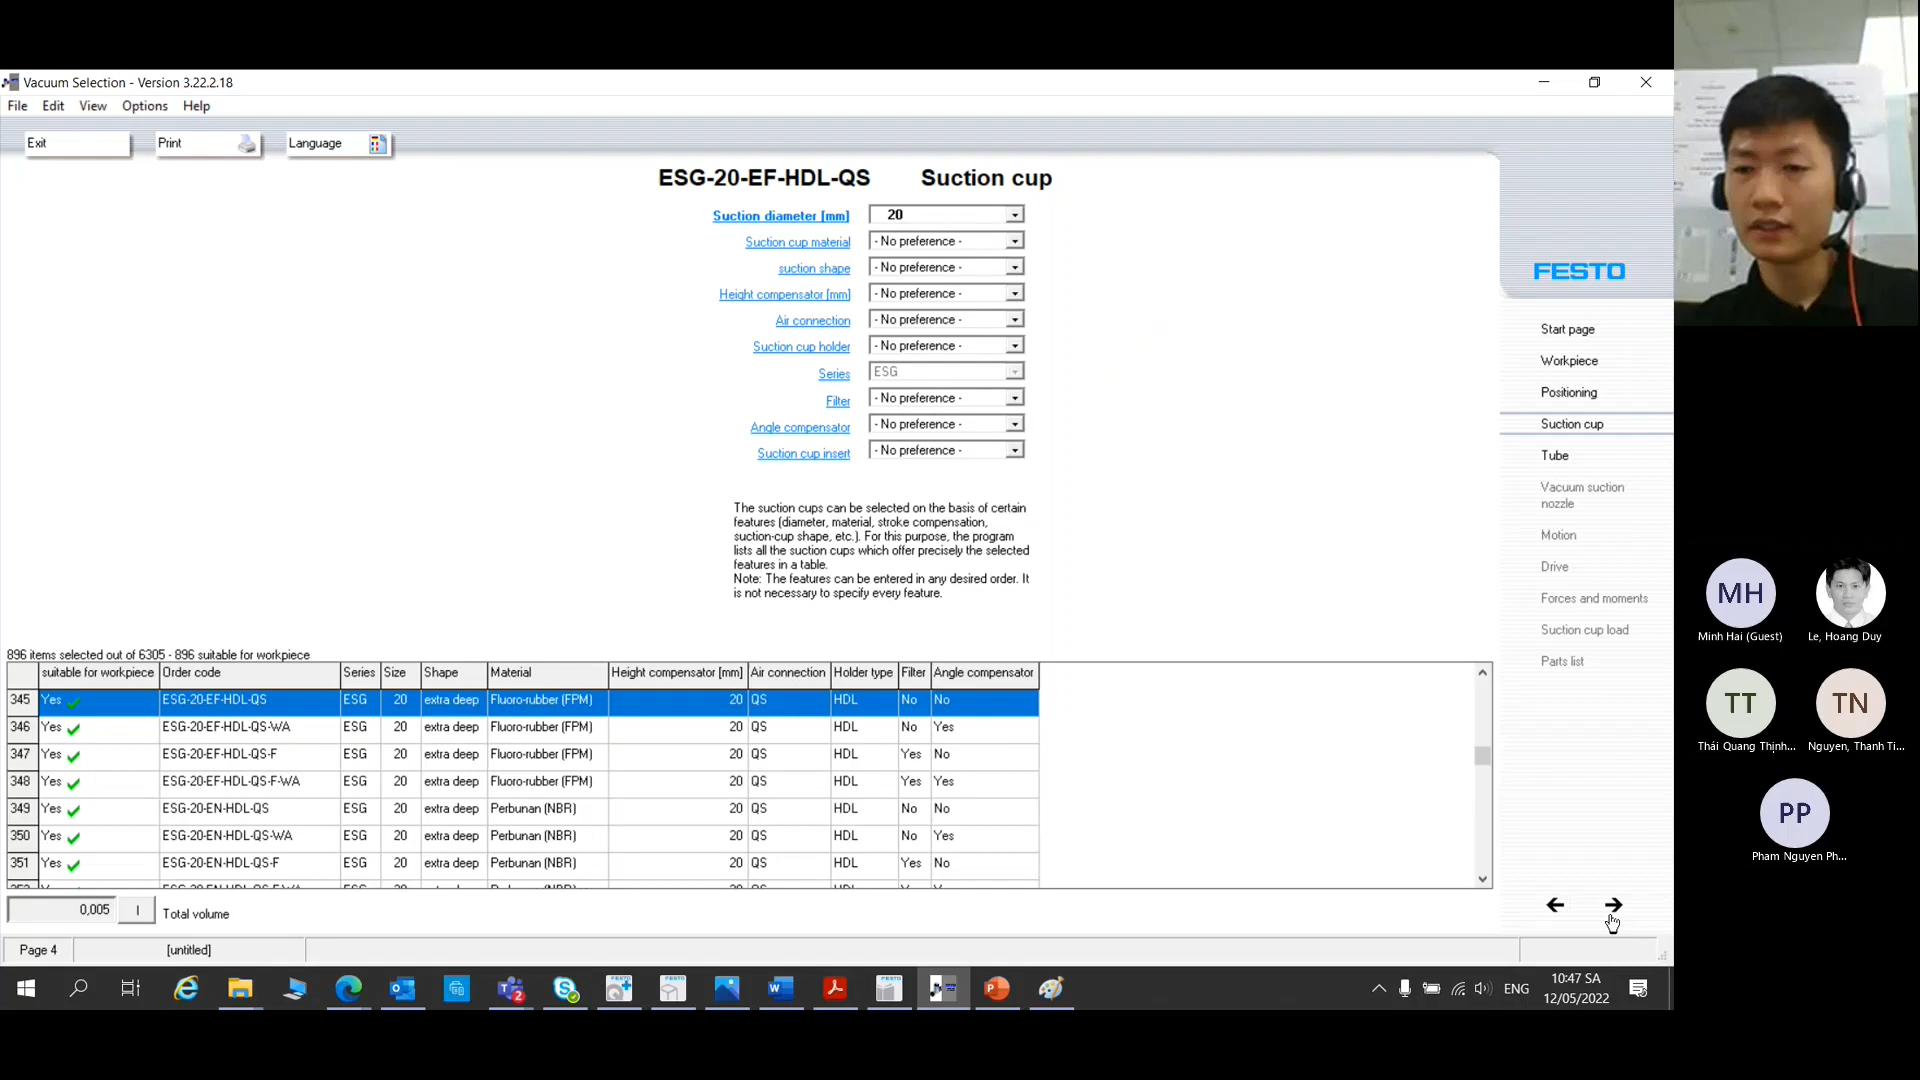 Vacuum Selection - Version 3.22.2.18
File Edit View Options Help
Exit Print Language
ESG-20-EF-HDL-QS Suction cup
Suction diameter [mm] 20
Suction cup material - No preference -
suction shape - No preference -
Height compensator [mm] - No preference -
Air connection - No preference -
Suction cup holder - No preference -
Series ESG
Filter - No preference -
Angle compensator - No preference -
Suction cup insert - No preference -
The suction cups can be selected on the basis of certain
features (diameter, material, stroke compensation,
suction-cup shape, etc.). For this purpose, the program
lists all the suction cups which offer precisely the selected
features in a table.
Note: The features can be entered in any desired order. It
is not necessary to specify every feature.
FESTO
Start page
Workpiece
Positioning
Suction cup
Tube
Vacuum suction
nozzle
Motion
Drive
Forces and moments
Suction cup load
Parts list
896 items selected out of 6305 - 896 suitable for workpiece
suitable for workpiece Order code Series Size Shape Material Height compensator [mm] Air connection Holder type Filter Angle compensator
345 Yes ESG-20-EF-HDL-QS ESG 20 extra deep Fluoro-rubber (FPM) 20 QS HDL No No
346 Yes ESG-20-EF-HDL-QS-WA ESG 20 extra deep Fluoro-rubber (FPM) 20 QS HDL No Yes
347 Yes ESG-20-EF-HDL-QS-F ESG 20 extra deep Fluoro-rubber (FPM) 20 QS HDL Yes No
348 Yes ESG-20-EF-HDL-QS-F-WA ESG 20 extra deep Fluoro-rubber (FPM) 20 QS HDL Yes Yes
349 Yes ESG-20-EN-HDL-QS ESG 20 extra deep Perbunan (NBR) 20 QS HDL No No
350 Yes ESG-20-EN-HDL-QS-WA ESG 20 extra deep Perbunan (NBR) 20 QS HDL No Yes
351 Yes ESG-20-EN-HDL-QS-F ESG 20 extra deep Perbunan (NBR) 20 QS HDL Yes No
0,005 l Total volume
Page 4 [untitled]
ENG 10:47 SA
12/05/2022
MH
Minh Hai (Guest) Le, Hoang Duy
TT TN
Thái Quang Thịnh... Nguyen, Thanh Ti...
PP
Pham Nguyen Ph...